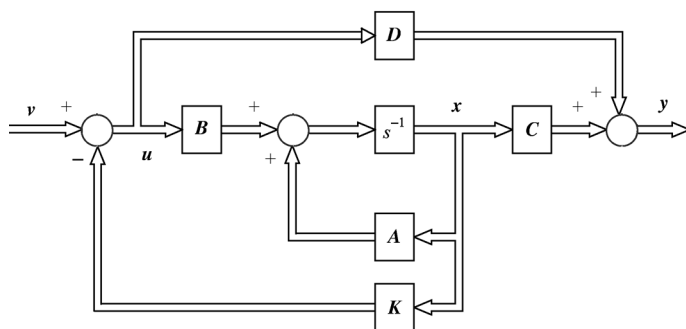 D
v + + + + y
B s⁻¹ x C
− u +
A
K